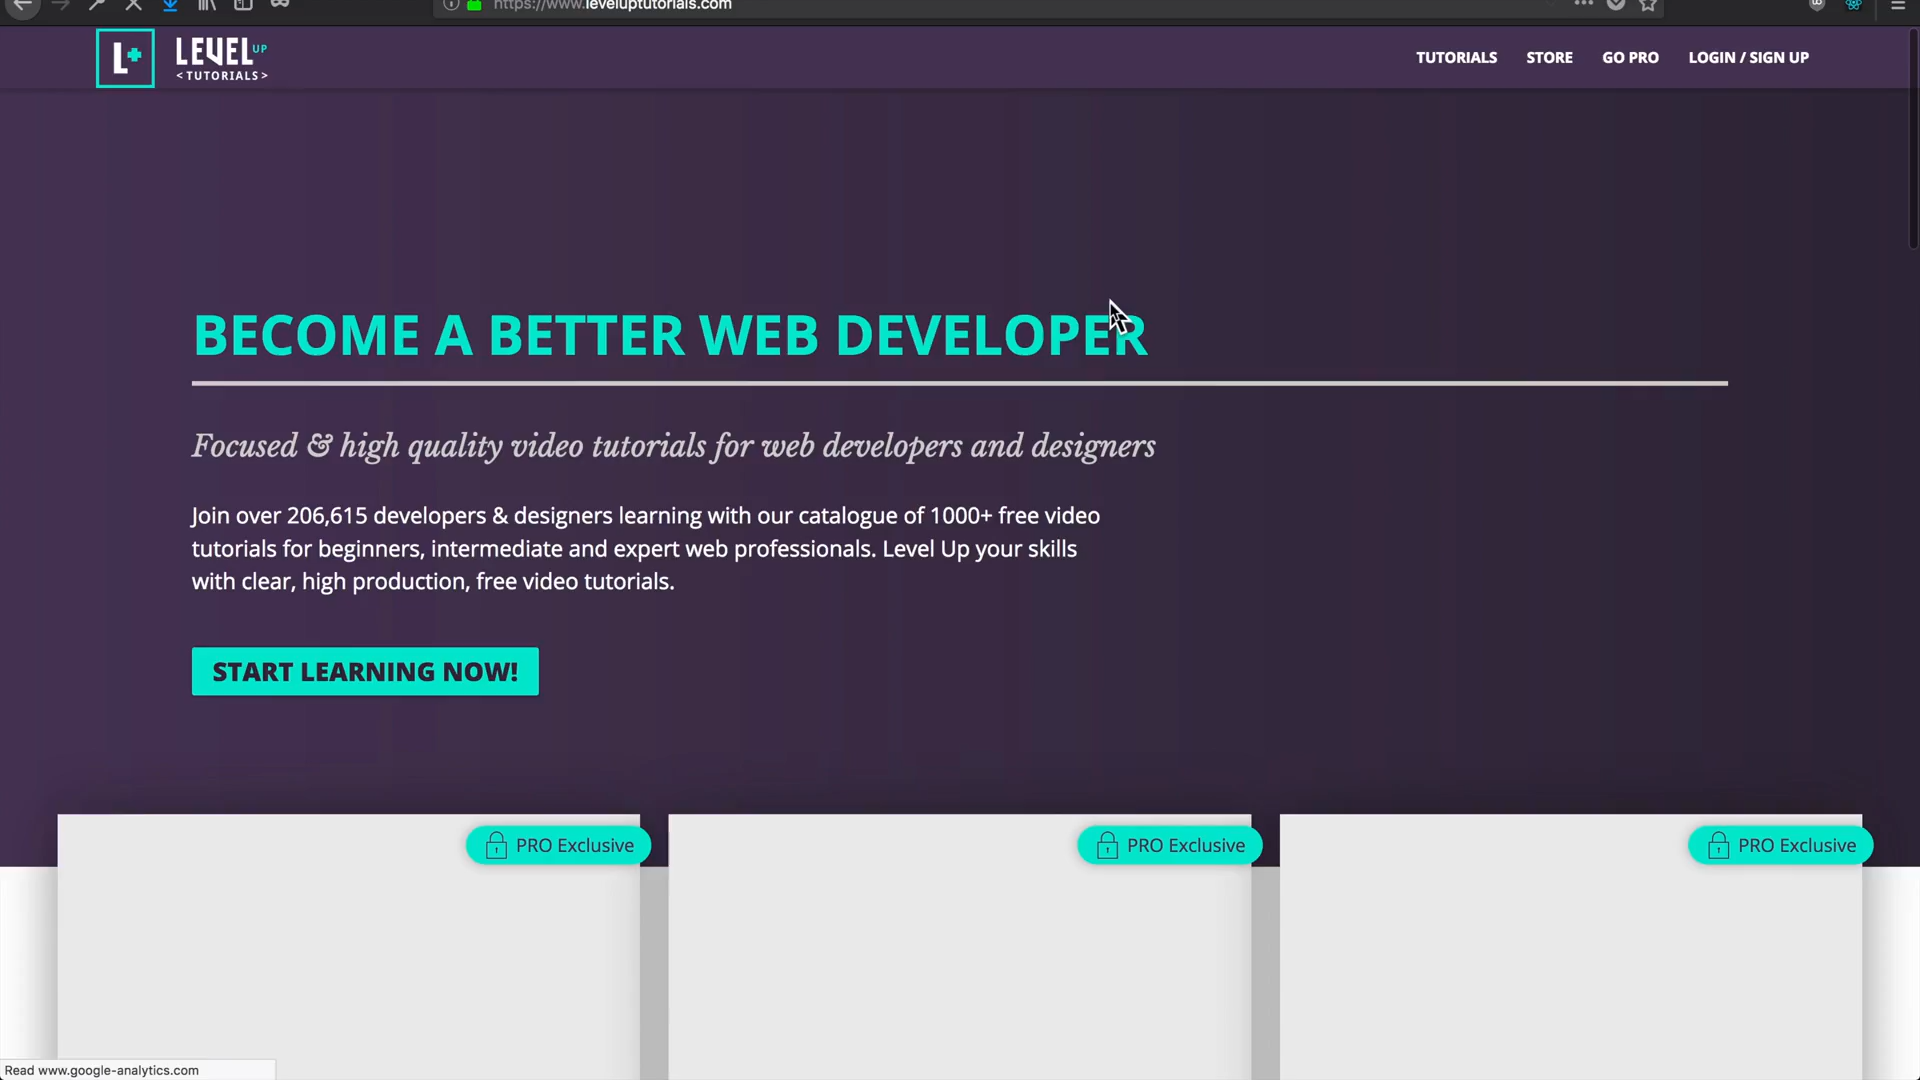 https://www.leveluptutorials.com
L+
LEVEL UP
<TUTORIALS>
TUTORIALS
STORE
GO PRO
LOGIN / SIGN UP
BECOME A BETTER WEB DEVELOPER
Focused & high quality video tutorials for web developers and designers
Join over 206,615 developers & designers learning with our catalogue of 1000+ free video
tutorials for beginners, intermediate and expert web professionals. Level Up your skills
with clear, high production, free video tutorials.
START LEARNING NOW!
PRO Exclusive
PRO Exclusive
PRO Exclusive
Read www.google-analytics.com